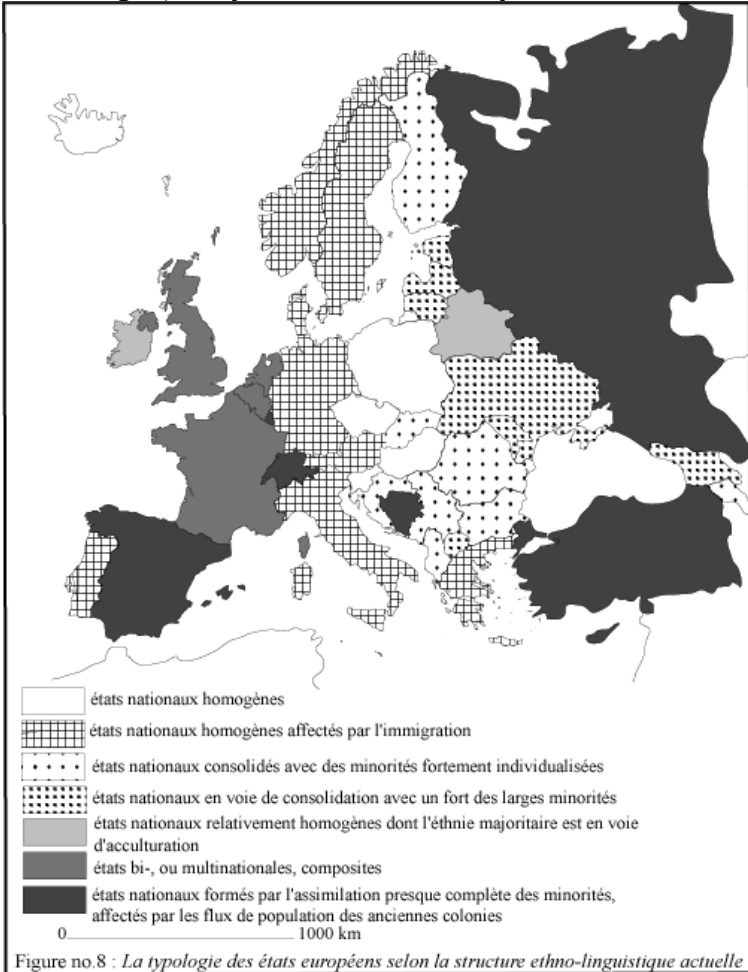 états nationaux homogènes
états nationaux homogènes affectés par l'immigration
états nationaux consolidés avec des minorités fortement individualisées
états nationaux en voie de consolidation avec un fort des larges minorités
états nationaux relativement homogènes dont l'éthnie majoritaire est en voie
d'acculturation
états bi-, ou multinationales, composites
états nationaux formés par l'assimilation presque complète des minorités,
affectés par les flux de population des anciennes colonies
0 1000 km
Figure no.8 : La typologie des états européens selon la structure ethno-linguistique actuelle